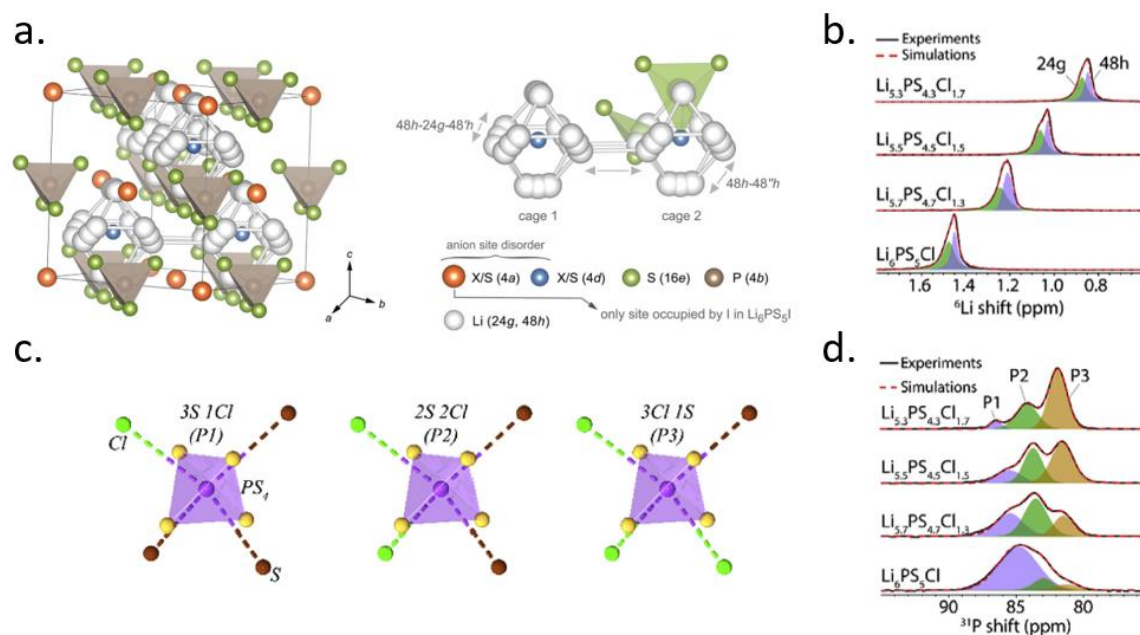 a.
48h-24g-48'h
48h-48"h
cage 1
cage 2
anion site disorder
X/S (4a)
X/S (4d)
S (16e)
P (4b)
Li (24g, 48h)
only site occupied by I in Li₆PS₅I
c
b
a
b.
Experiments
Simulations
24g
48h
Li₅.₃PS₄.₃Cl₁.₇
Li₅.₅PS₄.₅Cl₁.₅
Li₅.₇PS₄.₇Cl₁.₃
Li₆PS₅Cl
1.6 1.4 1.2 1.0 0.8
⁶Li shift (ppm)
c.
3S 1Cl
(P1)
Cl
PS₄
S
2S 2Cl
(P2)
3Cl 1S
(P3)
d.
Experiments
Simulations
P1
P2
P3
Li₅.₃PS₄.₃Cl₁.₇
Li₅.₅PS₄.₅Cl₁.₅
Li₅.₇PS₄.₇Cl₁.₃
Li₆PS₅Cl
90 85 80
³¹P shift (ppm)